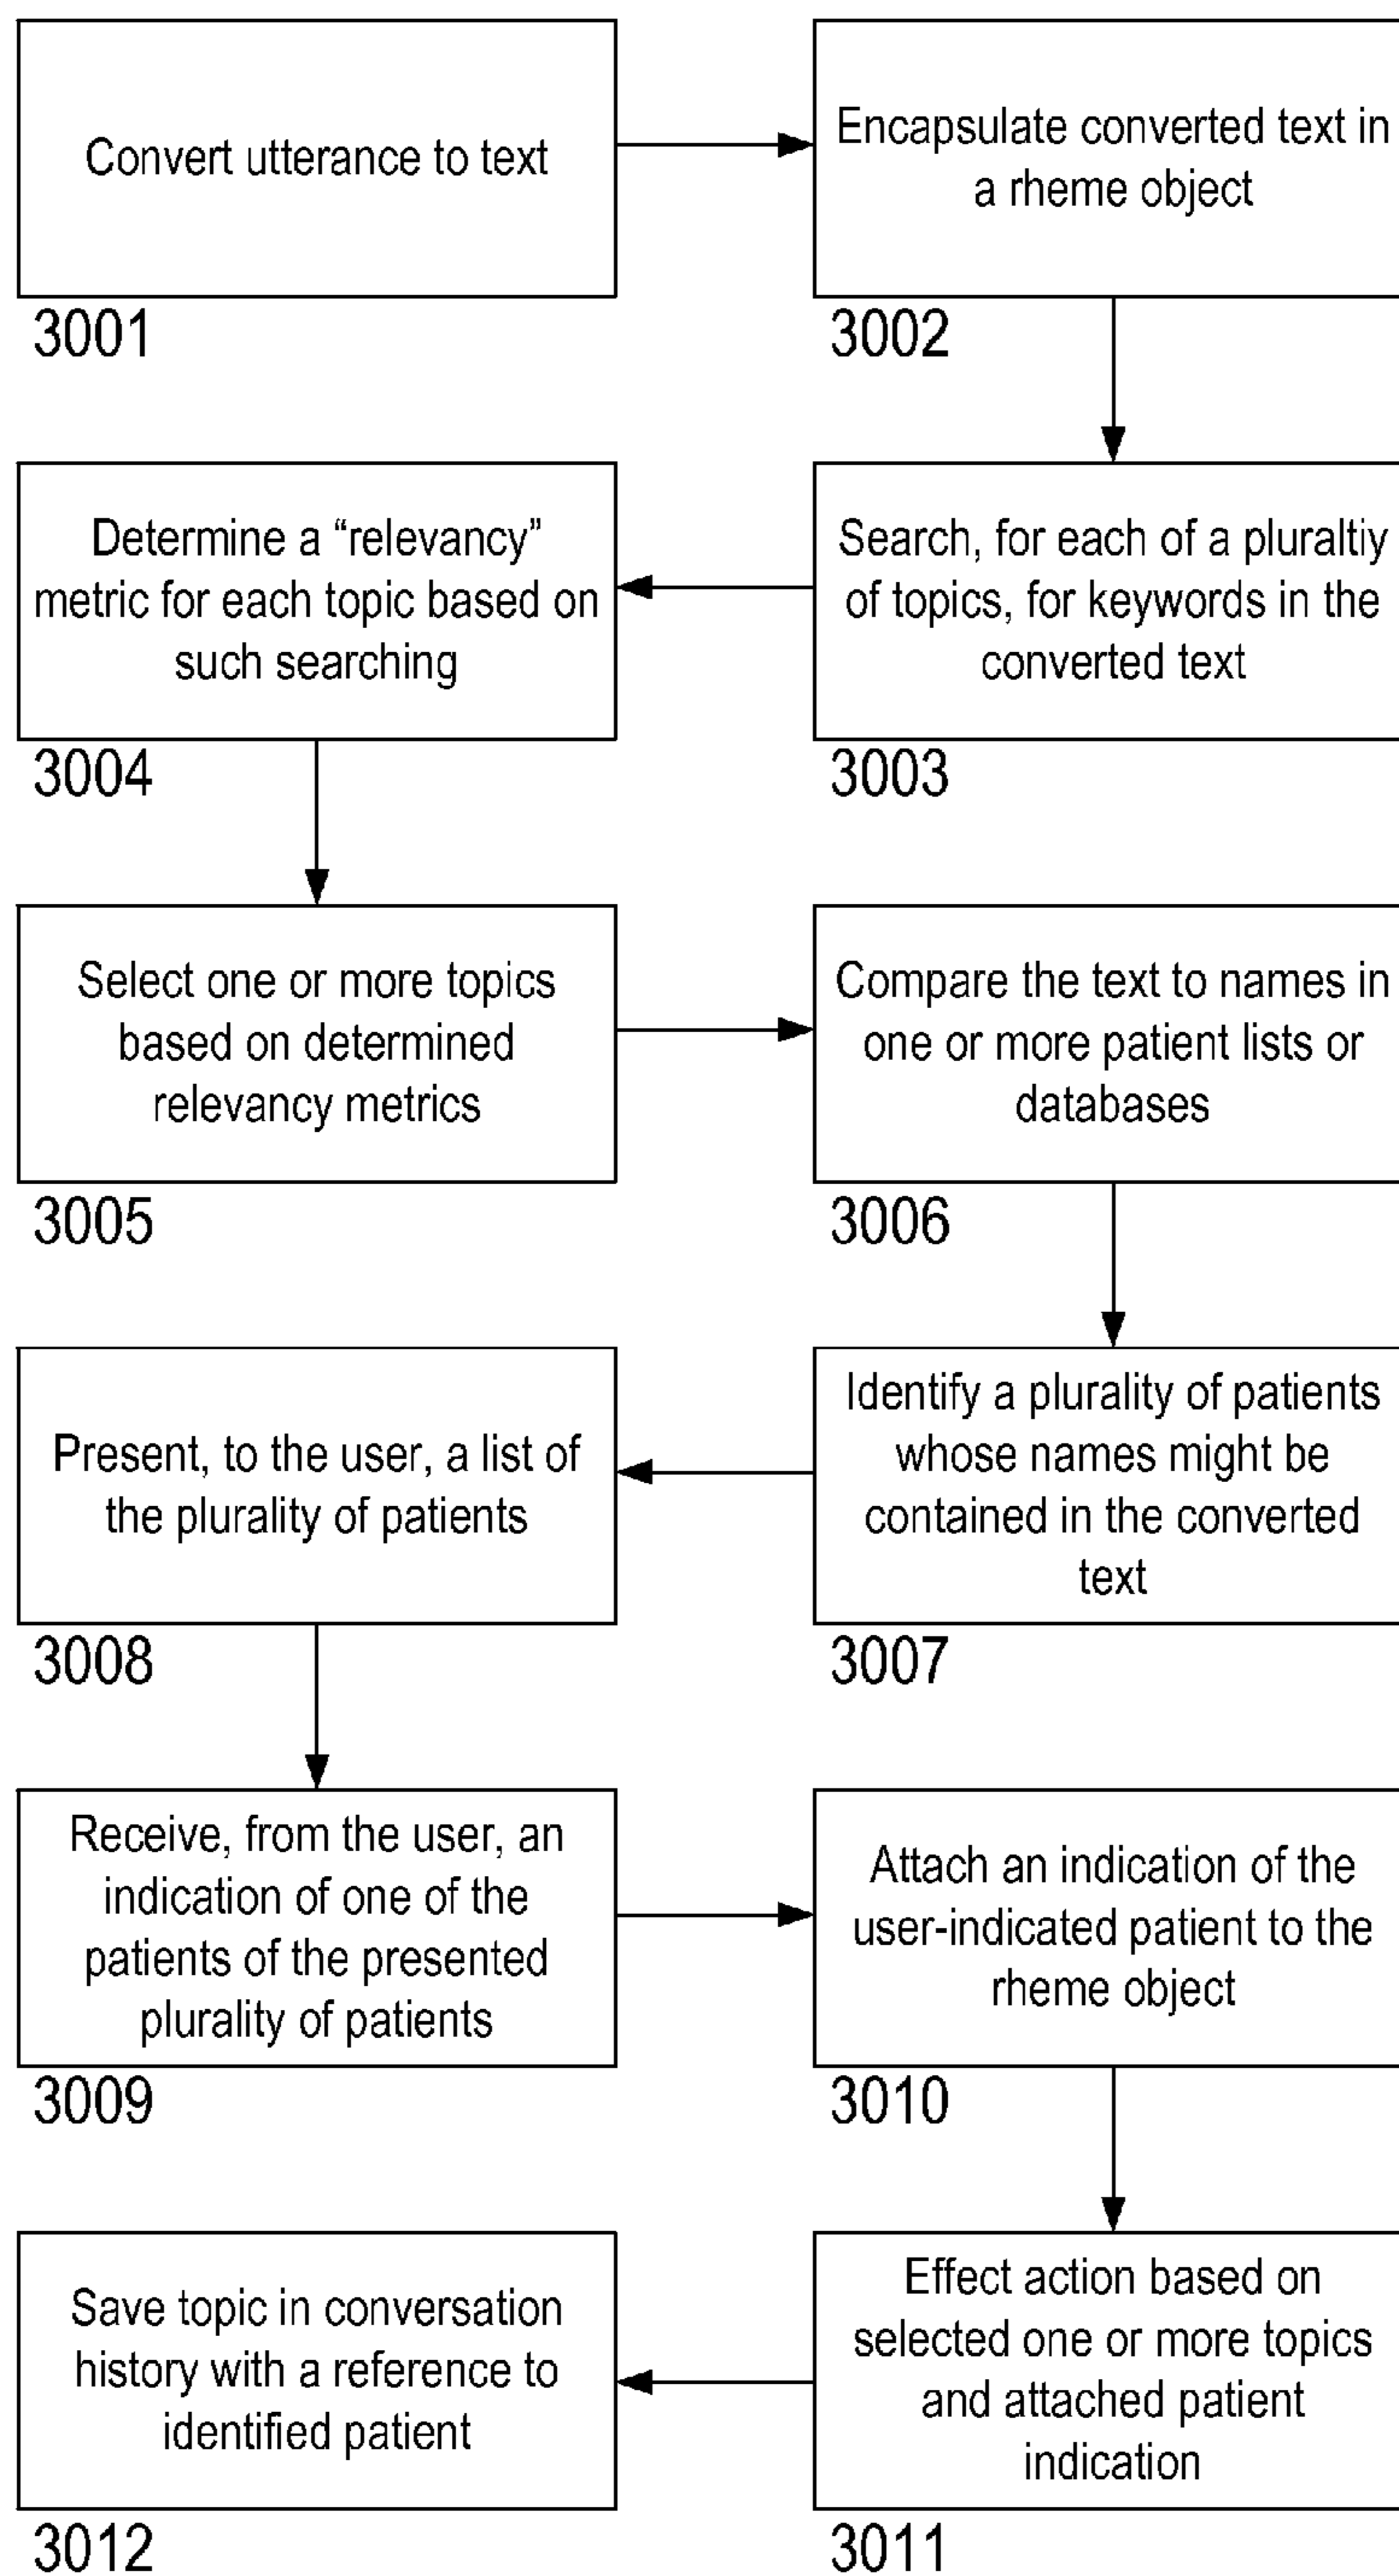 Convert utterance to text
3001
Encapsulate converted text in
a rheme object
3002
Search, for each of a pluraltiy
of topics, for keywords in the
converted text
3003
Determine a “relevancy”
metric for each topic based on
such searching
3004
Select one or more topics
based on determined
relevancy metrics
3005
Compare the text to names in
one or more patient lists or
databases
3006
Identify a plurality of patients
whose names might be
contained in the converted
text
3007
Present, to the user, a list of
the plurality of patients
3008
Receive, from the user, an
indication of one of the
patients of the presented
plurality of patients
3009
Attach an indication of the
user-indicated patient to the
rheme object
3010
Effect action based on
selected one or more topics
and attached patient
indication
3011
Save topic in conversation
history with a reference to
identified patient
3012